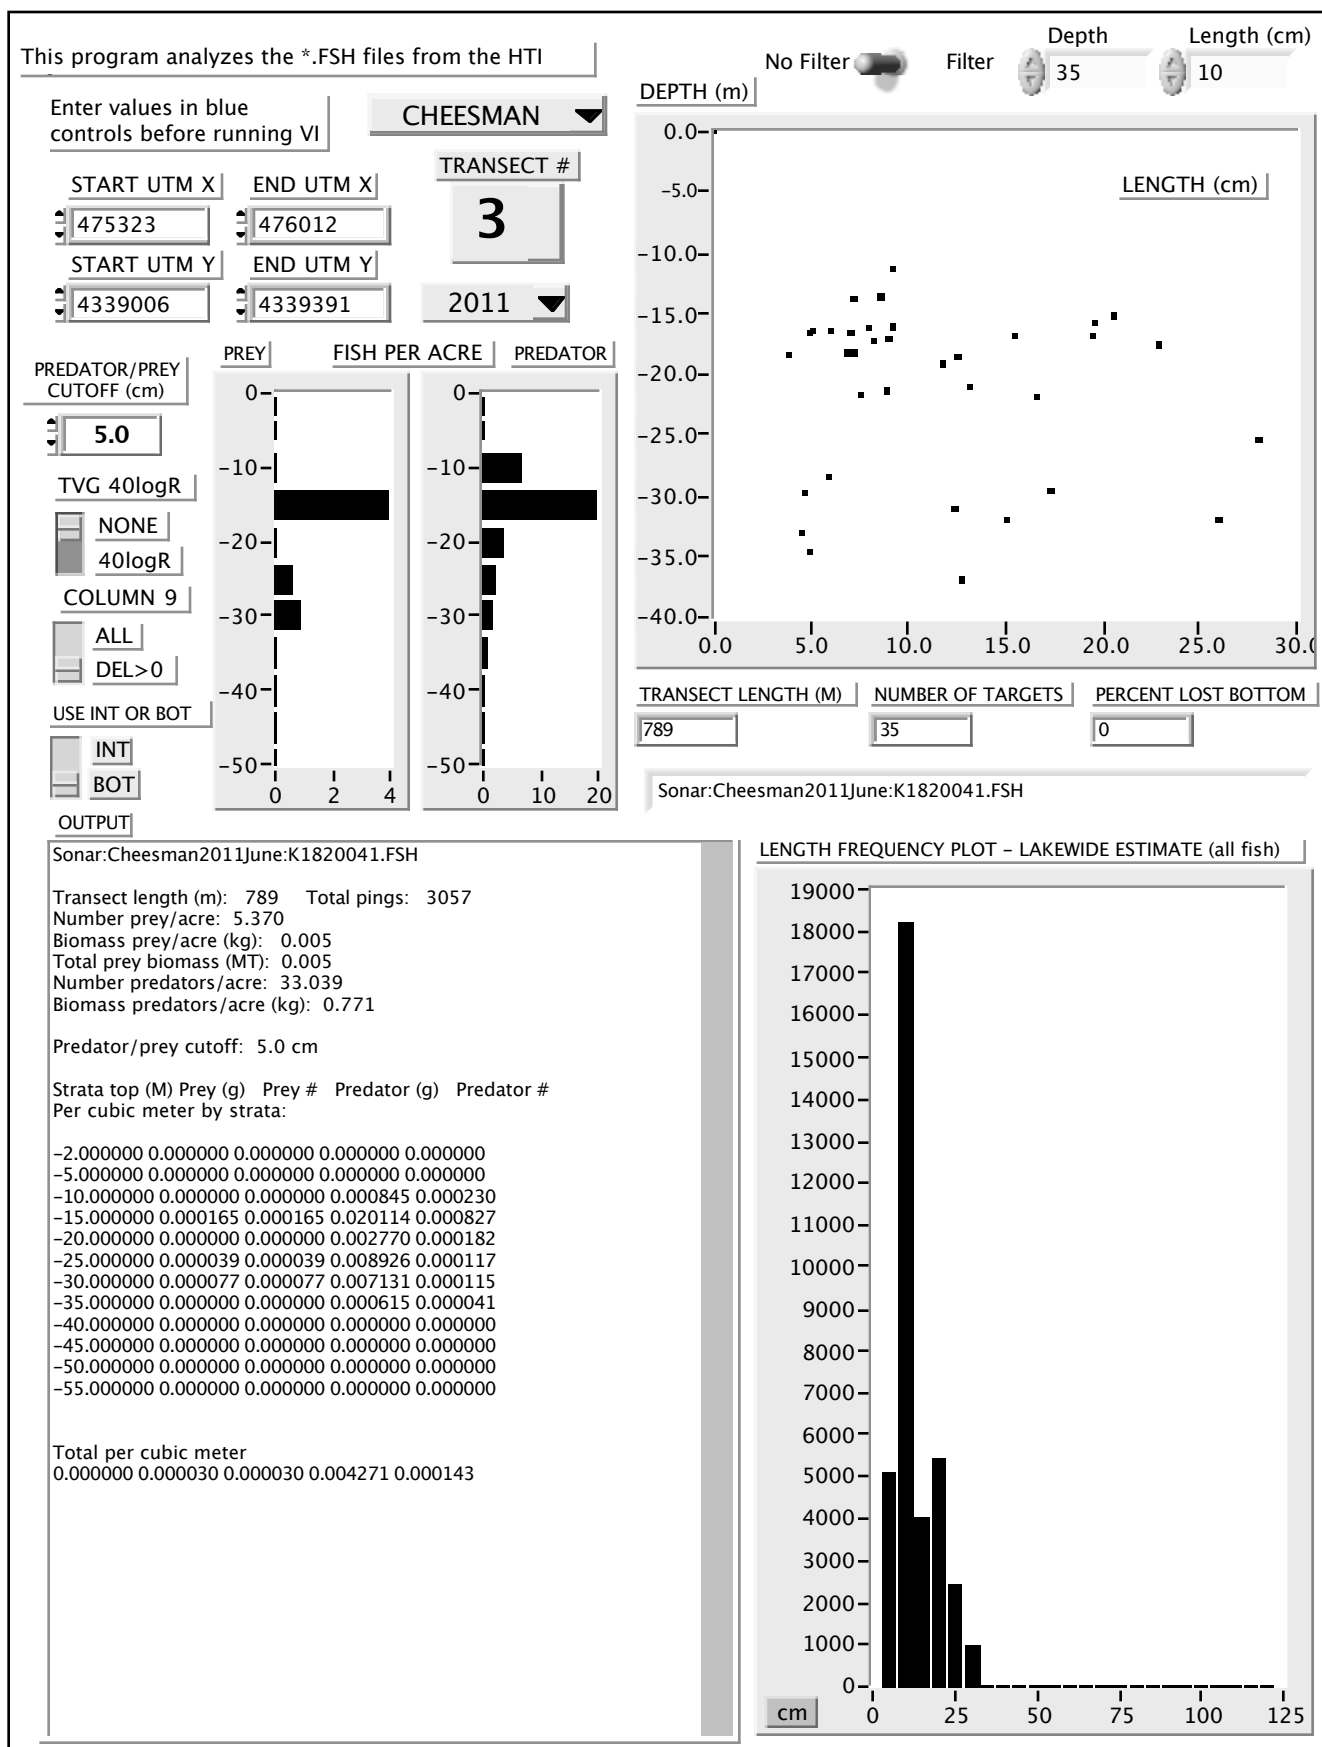 This program analyzes the *.FSH files from the HTI
No Filter
Filter
Depth
35
Length (cm)
10
Enter values in blue
controls before running VI
CHEESMAN
TRANSECT #
3
START UTM X
END UTM X
475323
476012
START UTM Y
END UTM Y
4339006
4339391
2011
DEPTH (m)
LENGTH (cm)
0.0
-5.0
-10.0
-15.0
-20.0
-25.0
-30.0
-35.0
-40.0
0.0 5.0 10.0 15.0 20.0 25.0 30.0
PREDATOR/PREY
CUTOFF (cm)
5.0
TVG 40logR
NONE
40logR
COLUMN 9
ALL
DEL>0
USE INT OR BOT
INT
BOT
PREY
FISH PER ACRE
PREDATOR
0
-10
-20
-30
-40
-50
0 2 4
0
-10
-20
-30
-40
-50
0 10 20
TRANSECT LENGTH (M)
NUMBER OF TARGETS
PERCENT LOST BOTTOM
789
35
0
Sonar:Cheesman2011June:K1820041.FSH
OUTPUT
Sonar:Cheesman2011June:K1820041.FSH
Transect length (m): 789 Total pings: 3057
Number prey/acre: 5.370
Biomass prey/acre (kg): 0.005
Total prey biomass (MT): 0.005
Number predators/acre: 33.039
Biomass predators/acre (kg): 0.771
Predator/prey cutoff: 5.0 cm
Strata top (M) Prey (g) Prey # Predator (g) Predator #
Per cubic meter by strata:
-2.000000 0.000000 0.000000 0.000000 0.000000
-5.000000 0.000000 0.000000 0.000000 0.000000
-10.000000 0.000000 0.000000 0.000845 0.000230
-15.000000 0.000165 0.000165 0.020114 0.000827
-20.000000 0.000000 0.000000 0.002770 0.000182
-25.000000 0.000039 0.000039 0.008926 0.000117
-30.000000 0.000077 0.000077 0.007131 0.000115
-35.000000 0.000000 0.000000 0.000615 0.000041
-40.000000 0.000000 0.000000 0.000000 0.000000
-45.000000 0.000000 0.000000 0.000000 0.000000
-50.000000 0.000000 0.000000 0.000000 0.000000
-55.000000 0.000000 0.000000 0.000000 0.000000
Total per cubic meter
0.000000 0.000030 0.000030 0.004271 0.000143
LENGTH FREQUENCY PLOT - LAKEWIDE ESTIMATE (all fish)
19000
18000
17000
16000
15000
14000
13000
12000
11000
10000
9000
8000
7000
6000
5000
4000
3000
2000
1000
0
cm
0 25 50 75 100 125